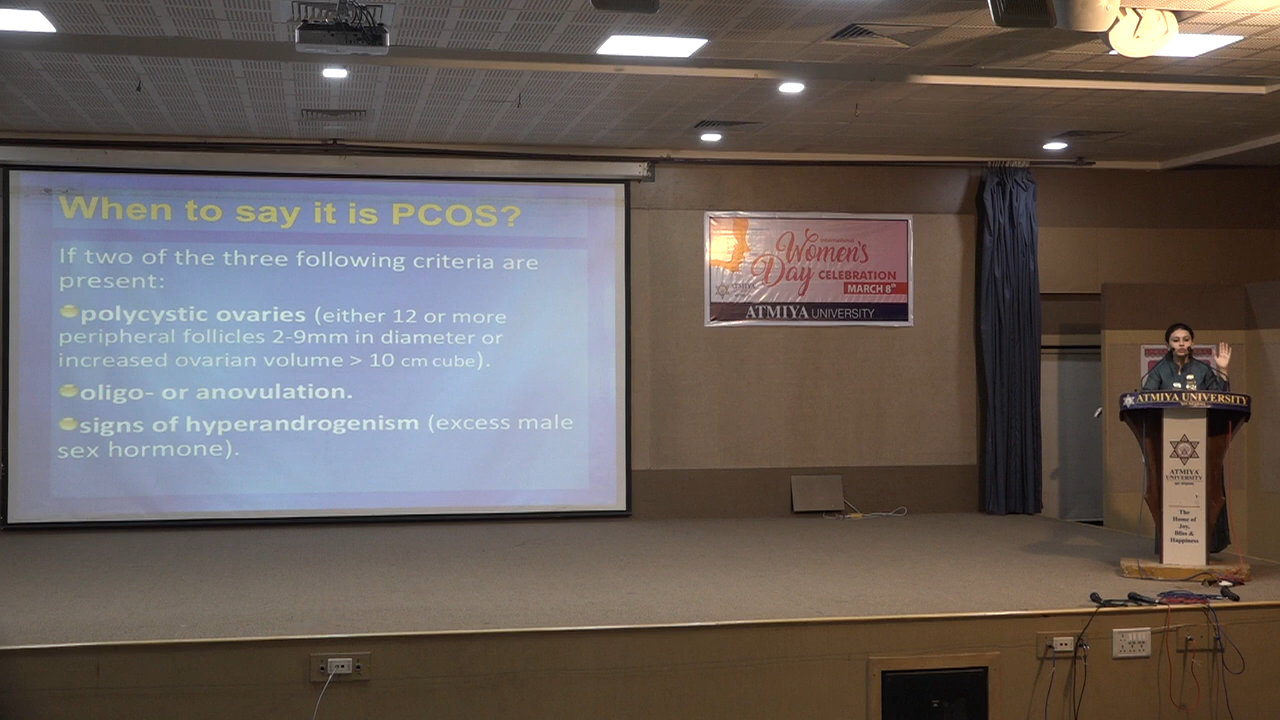 When to say it is PCOS?
If two of the three following criteria are
present:
polycystic ovaries (either 12 or more
peripheral follicles 2-9mm in diameter or
increased ovarian volume > 10 cm cube).
oligo- or anovulation.
signs of hyperandrogenism (excess male
sex hormone).
International
Women's
Day CELEBRATION
MARCH 8th
ATMIYA UNIVERSITY
ATMIYA UNIVERSITY
ATMIYA
UNIVERSITY
The
Home of
Joy,
Bliss &
Happiness